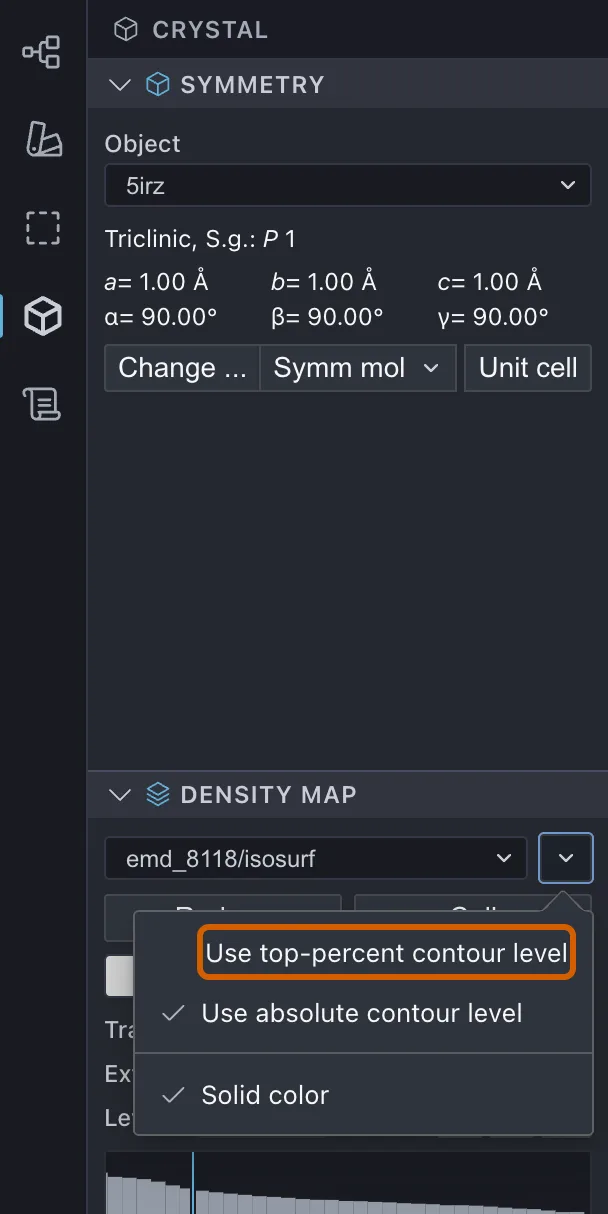 CRYSTAL
SYMMETRY
Object
5irz
Triclinic, S.g.: P 1
a= 1.00 Å b= 1.00 Å c= 1.00 Å
α= 90.00° β= 90.00° γ= 90.00°
Change ... Symm mol Unit cell
DENSITY MAP
emd_8118/isosurf
Use top-percent contour level
Use absolute contour level
Solid color